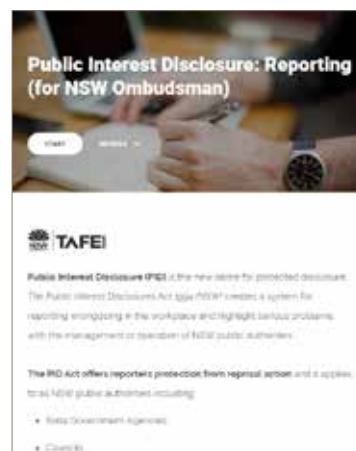 Public Interest Disclosure: Reporting
(for NSW Ombudsman)
START DETAILS
NSW TAFE
Public Interest Disclosure (PID) is the new name for protected disclosure.
The Public Interest Disclosures Act 1994 (NSW) creates a system for
reporting wrongdoing in the workplace and highlight serious problems
with the management or operation of NSW public authorities.
The PID Act offers reporters protection from reprisal action and it applies
to all NSW public authorities including:
• State Government Agencies
• Councils